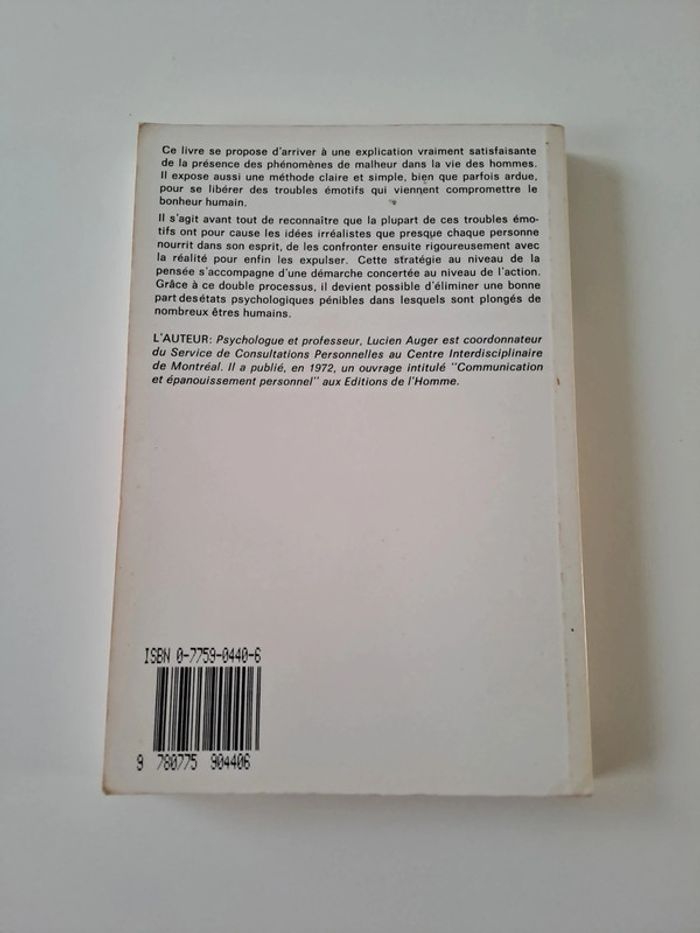 Ce livre se propose d'arriver à une explication vraiment satisfaisante
de la présence des phénomènes de malheur dans la vie des hommes.
Il expose aussi une méthode claire et simple, bien que parfois ardue,
pour se libérer des troubles émotifs qui viennent compromettre le
bonheur humain.
Il s'agit avant tout de reconnaître que la plupart de ces troubles émo-
tifs ont pour cause les idées irréalistes que presque chaque personne
nourrit dans son esprit, de les confronter ensuite rigoureusement avec
la réalité pour enfin les expulser. Cette stratégie au niveau de la
pensée s'accompagne d'une démarche concertée au niveau de l'action.
Grâce à ce double processus, il devient possible d'éliminer une bonne
part des états psychologiques pénibles dans lesquels sont plongés de
nombreux êtres humains.
L'AUTEUR: Psychologue et professeur, Lucien Auger est coordonnateur
du Service de Consultations Personnelles au Centre Interdisciplinaire
de Montréal. Il a publié, en 1972, un ouvrage intitulé "Communication
et épanouissement personnel" aux Editions de l'Homme.
ISBN 0-7759-0440-6
9 780775 904406